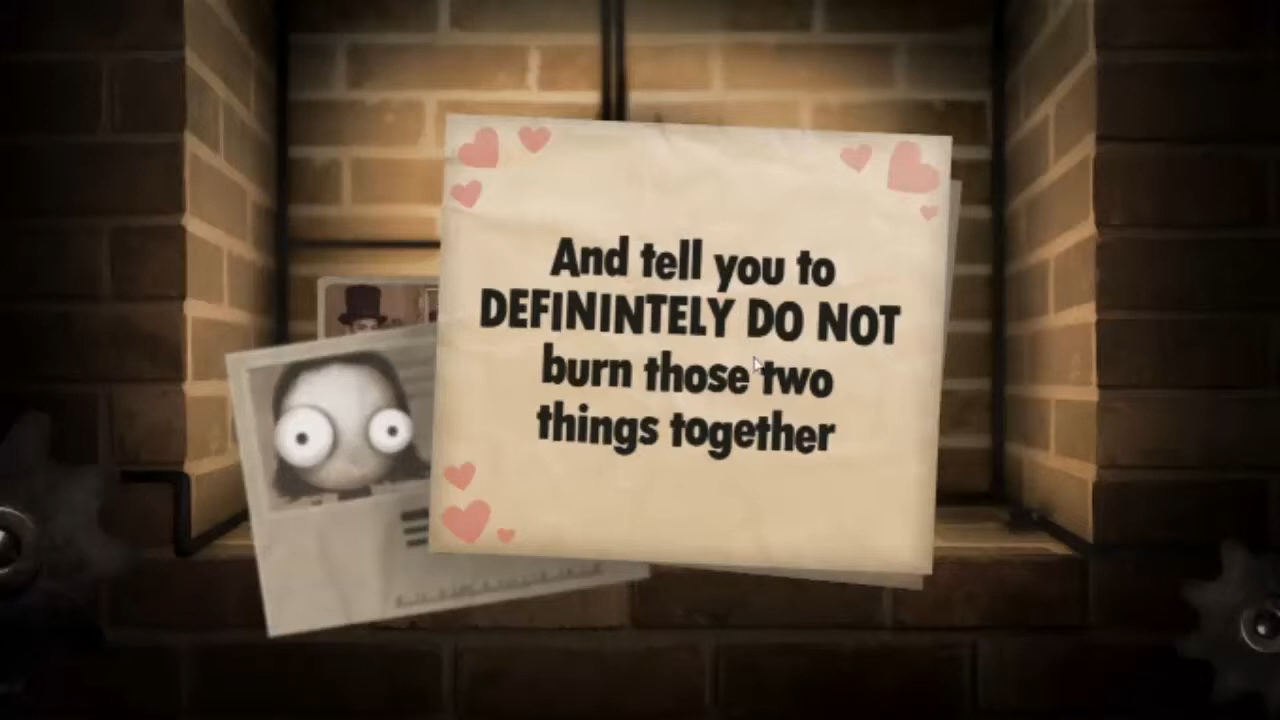 And tell you to
DEFININTELY DO NOT
burn those two
things together